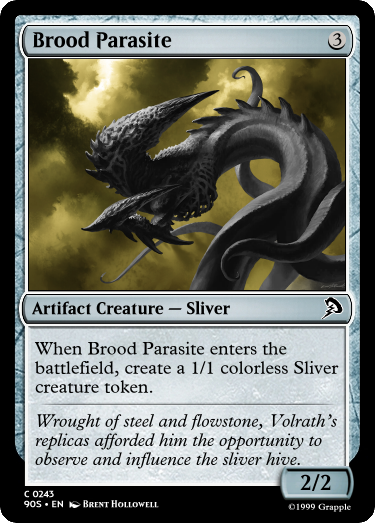 Brood Parasite
3
Artifact Creature — Sliver
When Brood Parasite enters the
battlefield, create a 1/1 colorless Sliver
creature token.
Wrought of steel and flowstone, Volrath's
replicas afforded him the opportunity to
observe and influence the sliver hive.
2/2
C 0243
90S • EN Brent Hollowell
©1999 Grapple